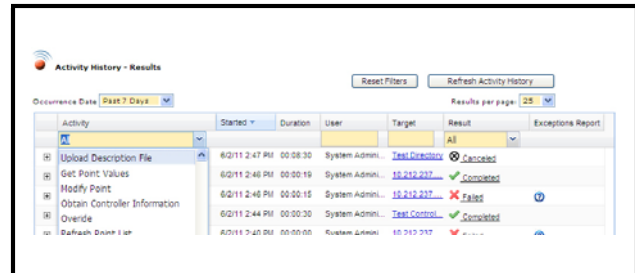 Activity History - Results
Reset Filters Refresh Activity History
Occurrence Date Past 7 Days Results per page: 25
Activity Started Duration User Target Result Exceptions Report
All All
Upload Description File 6/2/11 2:47 PM 00:08:30 System Admini... Test Directory Canceled
Get Point Values 6/2/11 2:46 PM 00:00:19 System Admini... 10.212.237.... Completed
Modify Point 6/2/11 2:46 PM 00:00:15 System Admini... 10.212.237.... Failed
Obtain Controller Information
Overide 6/2/11 2:44 PM 00:00:30 System Admini... Test Control... Completed
Refresh Point List 6/2/11 2:40 PM 00:00:00 System Admini... 10.212.237